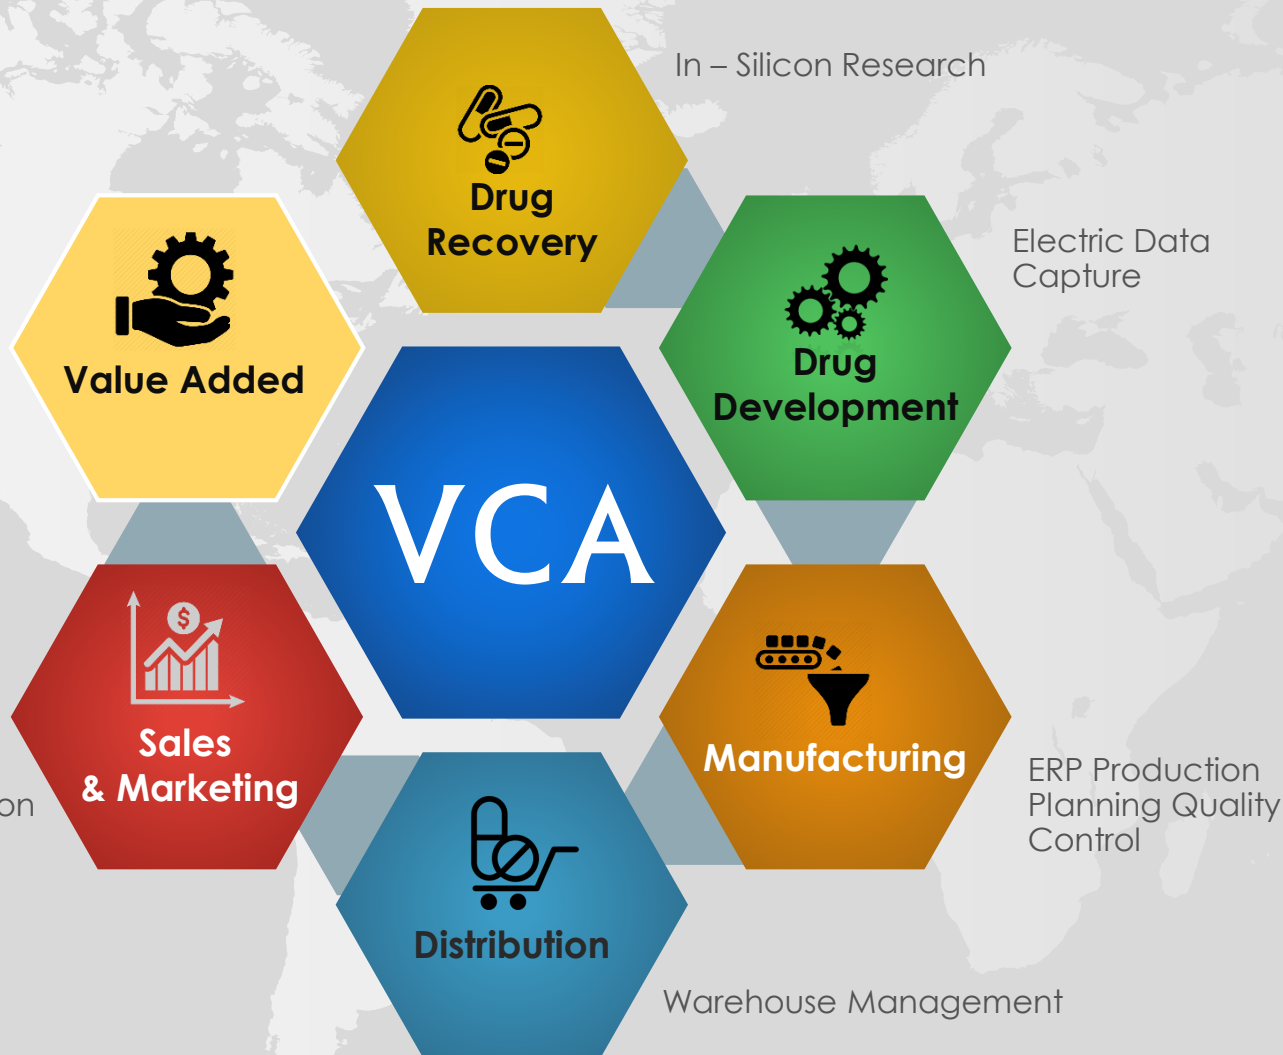 In – Silicon Research
Drug
Recovery
Electric Data
Capture
Drug
Development
Value Added
VCA
Sales
& Marketing
Manufacturing
ERP Production
Planning Quality
Control
Distribution
Warehouse Management